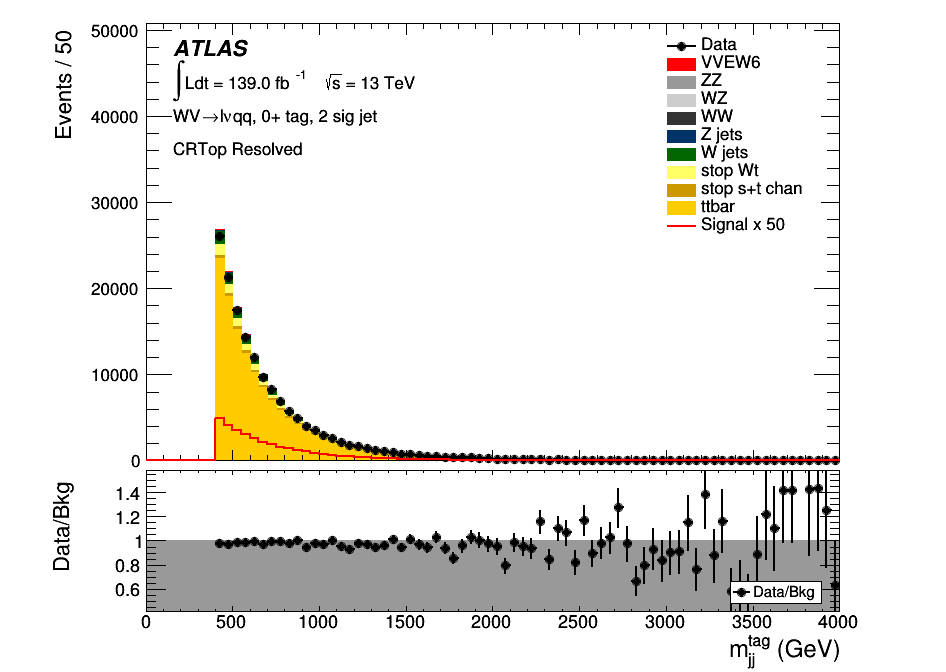 50000
40000
30000
20000
10000
0
Events / 50
ATLAS
∫Ldt = 139.0 fb⁻¹ √s = 13 TeV
WV→lνqq, 0+ tag, 2 sig jet
CRTop Resolved
Data
VVEW6
ZZ
WZ
WW
Z jets
W jets
stop Wt
stop s+t chan
ttbar
Signal x 50
1.4
1.2
1
0.8
0.6
Data/Bkg
Data/Bkg
0 500 1000 1500 2000 2500 3000 3500 4000
m_jj^tag (GeV)